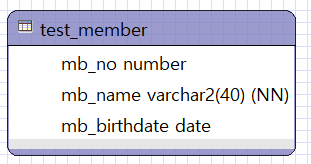 test_member
mb_no number
mb_name varchar2(40) (NN)
mb_birthdate date